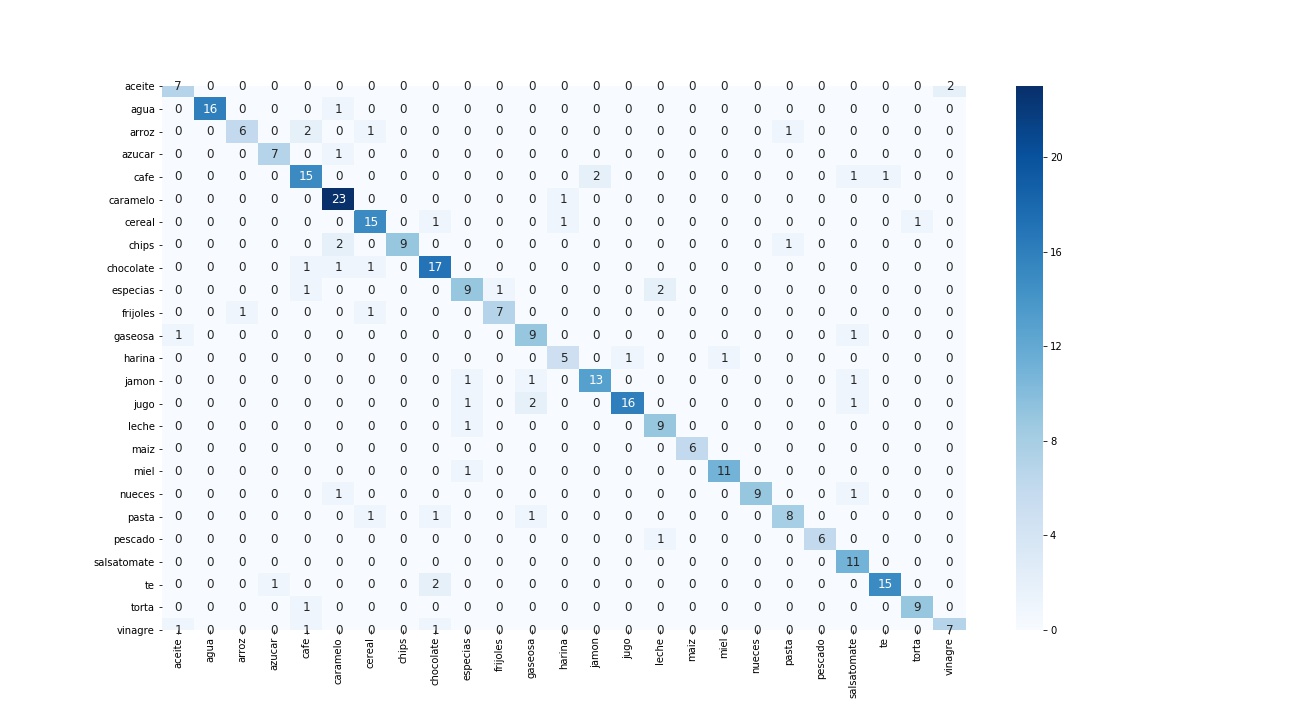 aceite 7 0 0 0 0 0 0 0 0 0 0 0 0 0 0 0 0 0 0 0 0 0 0 0 2
agua 0 16 0 0 0 1 0 0 0 0 0 0 0 0 0 0 0 0 0 0 0 0 0 0 0
arroz 0 0 6 0 2 0 1 0 0 0 0 0 0 0 0 0 0 0 0 1 0 0 0 0 0
azucar 0 0 0 7 0 1 0 0 0 0 0 0 0 0 0 0 0 0 0 0 0 0 0 0 0
cafe 0 0 0 0 15 0 0 0 0 0 0 0 0 2 0 0 0 0 0 0 0 1 1 0 0
caramelo 0 0 0 0 0 23 0 0 0 0 0 0 1 0 0 0 0 0 0 0 0 0 0 0 0
cereal 0 0 0 0 0 0 15 0 1 0 0 0 1 0 0 0 0 0 0 0 0 0 0 1 0
chips 0 0 0 0 0 2 0 9 0 0 0 0 0 0 0 0 0 0 0 1 0 0 0 0 0
chocolate 0 0 0 0 1 1 1 0 17 0 0 0 0 0 0 0 0 0 0 0 0 0 0 0 0
especias 0 0 0 0 1 0 0 0 0 9 1 0 0 0 0 2 0 0 0 0 0 0 0 0 0
frijoles 0 0 1 0 0 0 1 0 0 0 7 0 0 0 0 0 0 0 0 0 0 0 0 0 0
gaseosa 1 0 0 0 0 0 0 0 0 0 0 9 0 0 0 0 0 0 0 0 0 1 0 0 0
harina 0 0 0 0 0 0 0 0 0 0 0 0 5 0 1 0 0 1 0 0 0 0 0 0 0
jamon 0 0 0 0 0 0 0 0 0 1 0 1 0 13 0 0 0 0 0 0 0 1 0 0 0
jugo 0 0 0 0 0 0 0 0 0 1 0 2 0 0 16 0 0 0 0 0 0 1 0 0 0
leche 0 0 0 0 0 0 0 0 0 1 0 0 0 0 0 9 0 0 0 0 0 0 0 0 0
maiz 0 0 0 0 0 0 0 0 0 0 0 0 0 0 0 0 6 0 0 0 0 0 0 0 0
miel 0 0 0 0 0 0 0 0 0 1 0 0 0 0 0 0 0 11 0 0 0 0 0 0 0
nueces 0 0 0 0 0 1 0 0 0 0 0 0 0 0 0 0 0 0 9 0 0 1 0 0 0
pasta 0 0 0 0 0 0 1 0 1 0 0 1 0 0 0 0 0 0 0 8 0 0 0 0 0
pescado 0 0 0 0 0 0 0 0 0 0 0 0 0 0 0 1 0 0 0 0 6 0 0 0 0
salsatomate 0 0 0 0 0 0 0 0 0 0 0 0 0 0 0 0 0 0 0 0 0 11 0 0 0
te 0 0 0 1 0 0 0 0 2 0 0 0 0 0 0 0 0 0 0 0 0 0 15 0 0
torta 0 0 0 0 1 0 0 0 0 0 0 0 0 0 0 0 0 0 0 0 0 0 0 9 0
vinagre 1 0 0 0 1 0 0 0 1 0 0 0 0 0 0 0 0 0 0 0 0 0 0 0 7
aceite agua arroz azucar cafe caramelo cereal chips chocolate especias frijoles gaseosa harina jamon jugo leche maiz miel nueces pasta pescado salsatomate te torta vinagre
20
16
12
8
4
0